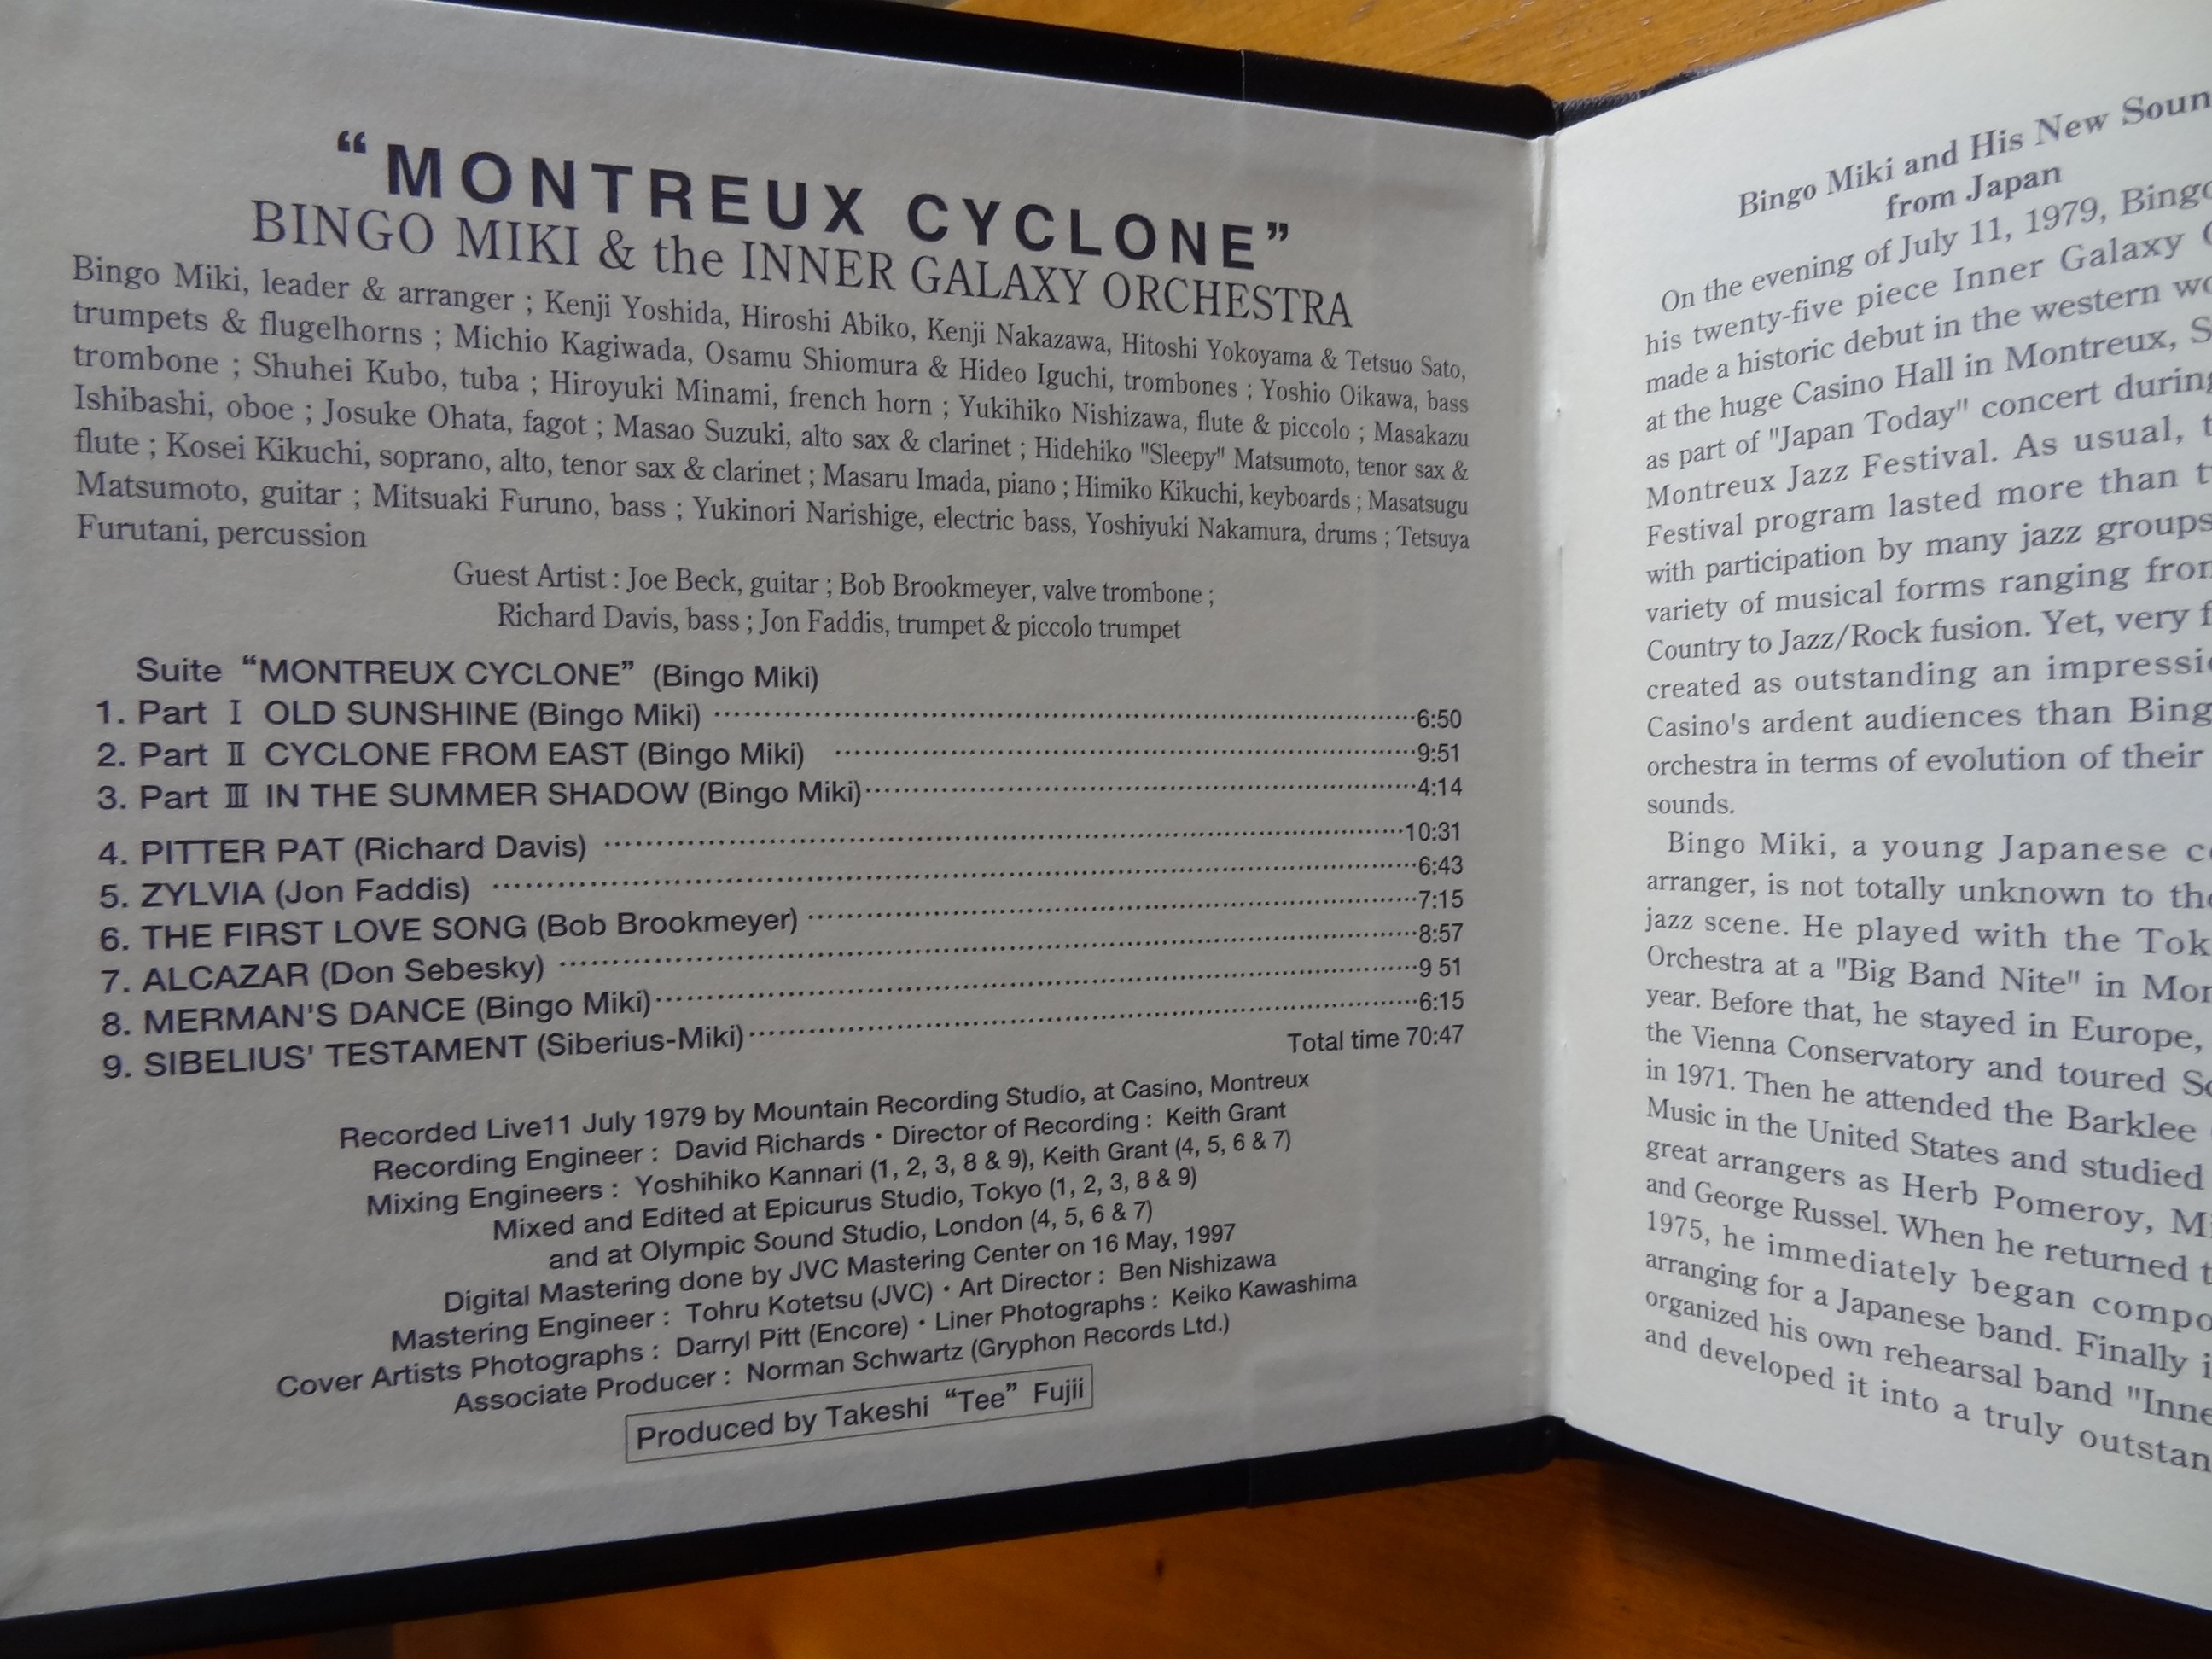 “MONTREUX CYCLONE”
BINGO MIKI & the INNER GALAXY ORCHESTRA
Bingo Miki, leader & arranger ; Kenji Yoshida, Hiroshi Abiko, Kenji Nakazawa, Hitoshi Yokoyama & Tetsuo Sato,
trumpets & flugelhorns ; Michio Kagiwada, Osamu Shiomura & Hideo Iguchi, trombones ; Yoshio Oikawa, bass
trombone ; Shuhei Kubo, tuba ; Hiroyuki Minami, french horn ; Yukihiko Nishizawa, flute & piccolo ; Masakazu
Ishibashi, oboe ; Josuke Ohata, fagot ; Masao Suzuki, alto sax & clarinet ; Hidehiko "Sleepy" Matsumoto, tenor sax &
flute ; Kosei Kikuchi, soprano, alto, tenor sax & clarinet ; Masaru Imada, piano ; Himiko Kikuchi, keyboards ; Masatsugu
Matsumoto, guitar ; Mitsuaki Furuno, bass ; Yukinori Narishige, electric bass, Yoshiyuki Nakamura, drums ; Tetsuya
Furutani, percussion
Guest Artist : Joe Beck, guitar ; Bob Brookmeyer, valve trombone ;
Richard Davis, bass ; Jon Faddis, trumpet & piccolo trumpet
Suite “MONTREUX CYCLONE” (Bingo Miki)
1. Part Ⅰ OLD SUNSHINE (Bingo Miki) ··········6:50
2. Part Ⅱ CYCLONE FROM EAST (Bingo Miki) ··········9:51
3. Part Ⅲ IN THE SUMMER SHADOW (Bingo Miki)··········4:14
4. PITTER PAT (Richard Davis) ··········10:31
5. ZYLVIA (Jon Faddis) ··········6:43
6. THE FIRST LOVE SONG (Bob Brookmeyer) ··········7:15
7. ALCAZAR (Don Sebesky) ··········8:57
8. MERMAN'S DANCE (Bingo Miki)··········9 51
9. SIBELIUS' TESTAMENT (Siberius-Miki)··········6:15
Total time 70:47
Recorded Live11 July 1979 by Mountain Recording Studio, at Casino, Montreux
Recording Engineer : David Richards・Director of Recording : Keith Grant
Mixing Engineers : Yoshihiko Kannari (1, 2, 3, 8 & 9), Keith Grant (4, 5, 6 & 7)
Mixed and Edited at Epicurus Studio, Tokyo (1, 2, 3, 8 & 9)
and at Olympic Sound Studio, London (4, 5, 6 & 7)
Digital Mastering done by JVC Mastering Center on 16 May, 1997
Mastering Engineer : Tohru Kotetsu (JVC)・Art Director : Ben Nishizawa
Cover Artists Photographs : Darryl Pitt (Encore)・Liner Photographs : Keiko Kawashima
Associate Producer : Norman Schwartz (Gryphon Records Ltd.)
Produced by Takeshi “Tee” Fujii
Bingo Miki and His New
from Japan
On the evening of July 11, 1979,
his twenty-five piece Inner Galaxy
made a historic debut in the western
at the huge Casino Hall in Montreux,
as part of "Japan Today" concert
Montreux Jazz Festival. As usual,
Festival program lasted more than
with participation by many jazz groups
variety of musical forms ranging
Country to Jazz/Rock fusion. Yet, very
created as outstanding an
Casino's ardent audiences than
orchestra in terms of evolution of their
sounds.
Bingo Miki, a young Japanese
arranger, is not totally unknown to
jazz scene. He played with the
Orchestra at a "Big Band Nite" in
year. Before that, he stayed in Europe,
the Vienna Conservatory and toured
in 1971. Then he attended the Barklee
Music in the United States and studied
great arrangers as Herb Pomeroy,
and George Russel. When he returned
1975, he immediately began
arranging for a Japanese band. Finally
organized his own rehearsal band
and developed it into a truly